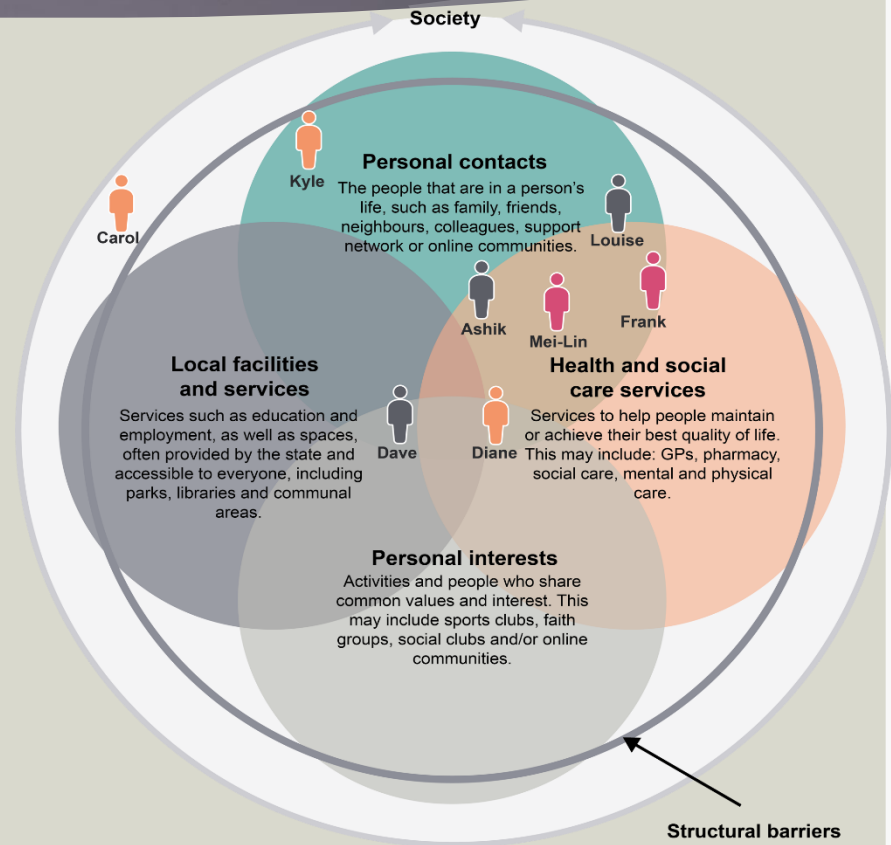 Society
Kyle
Carol
Personal contacts
The people that are in a person's
life, such as family, friends,
neighbours, colleagues, support
network or online communities.
Louise
Ashik
Mei-Lin
Frank
Local facilities
and services
Services such as education and
employment, as well as spaces,
often provided by the state and
accessible to everyone, including
parks, libraries and communal
areas.
Dave
Diane
Health and social
care services
Services to help people maintain
or achieve their best quality of life.
This may include: GPs, pharmacy,
social care, mental and physical
care.
Personal interests
Activities and people who share
common values and interest. This
may include sports clubs, faith
groups, social clubs and/or online
communities.
Structural barriers